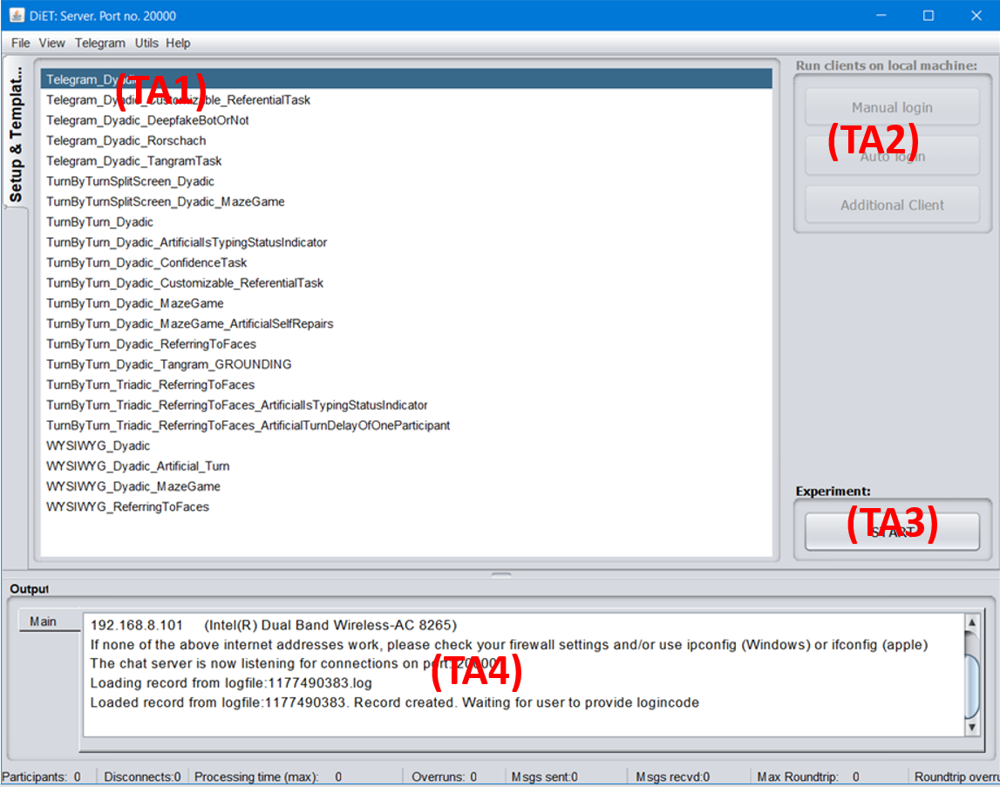 DiET: Server. Port no. 20000
File View Telegram Utils Help
Setup & Templat...
Telegram_Dyadic
(TA1)
Telegram_Dyadic_Customizable_ReferentialTask
Telegram_Dyadic_DeepfakeBotOrNot
Telegram_Dyadic_Rorschach
Telegram_Dyadic_TangramTask
TurnByTurnSplitScreen_Dyadic
TurnByTurnSplitScreen_Dyadic_MazeGame
TurnByTurn_Dyadic
TurnByTurn_Dyadic_ArtificialIsTypingStatusIndicator
TurnByTurn_Dyadic_ConfidenceTask
TurnByTurn_Dyadic_Customizable_ReferentialTask
TurnByTurn_Dyadic_MazeGame
TurnByTurn_Dyadic_MazeGame_ArtificialSelfRepairs
TurnByTurn_Dyadic_ReferringToFaces
TurnByTurn_Dyadic_Tangram_GROUNDING
TurnByTurn_Triadic_ReferringToFaces
TurnByTurn_Triadic_ReferringToFaces_ArtificialIsTypingStatusIndicator
TurnByTurn_Triadic_ReferringToFaces_ArtificialTurnDelayOfOneParticipant
WYSIWYG_Dyadic
WYSIWYG_Dyadic_Artificial_Turn
WYSIWYG_Dyadic_MazeGame
WYSIWYG_ReferringToFaces
Run clients on local machine:
Manual login
(TA2)
Auto login
Additional Client
Experiment:
(TA3)
START
Output
Main
192.168.8.101 (Intel(R) Dual Band Wireless-AC 8265)
If none of the above internet addresses work, please check your firewall settings and/or use ipconfig (Windows) or ifconfig (apple)
The chat server is now listening for connections on port: 20000
(TA4)
Loading record from logfile:1177490383.log
Loaded record from logfile:1177490383. Record created. Waiting for user to provide logincode
Participants: 0 Disconnects:0 Processing time (max): 0 Overruns: 0 Msgs sent:0 Msgs recvd:0 Max Roundtrip: 0 Roundtrip overru